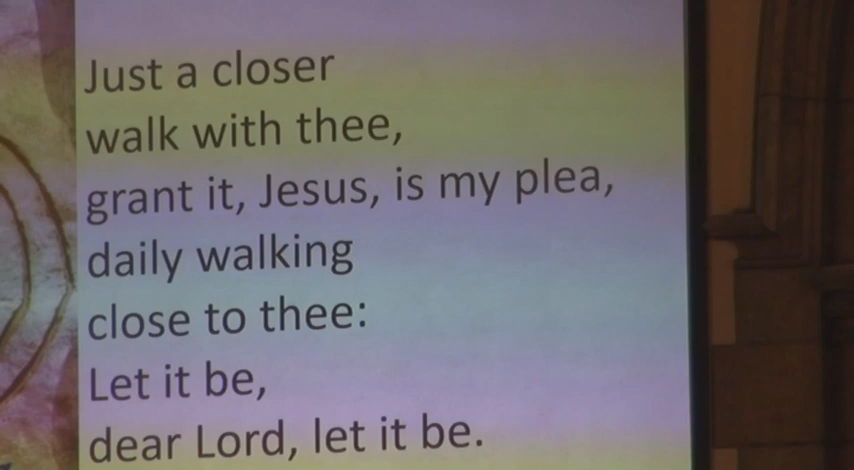 Just a closer
walk with thee,
grant it, Jesus, is my plea,
daily walking
close to thee:
Let it be,
dear Lord, let it be.